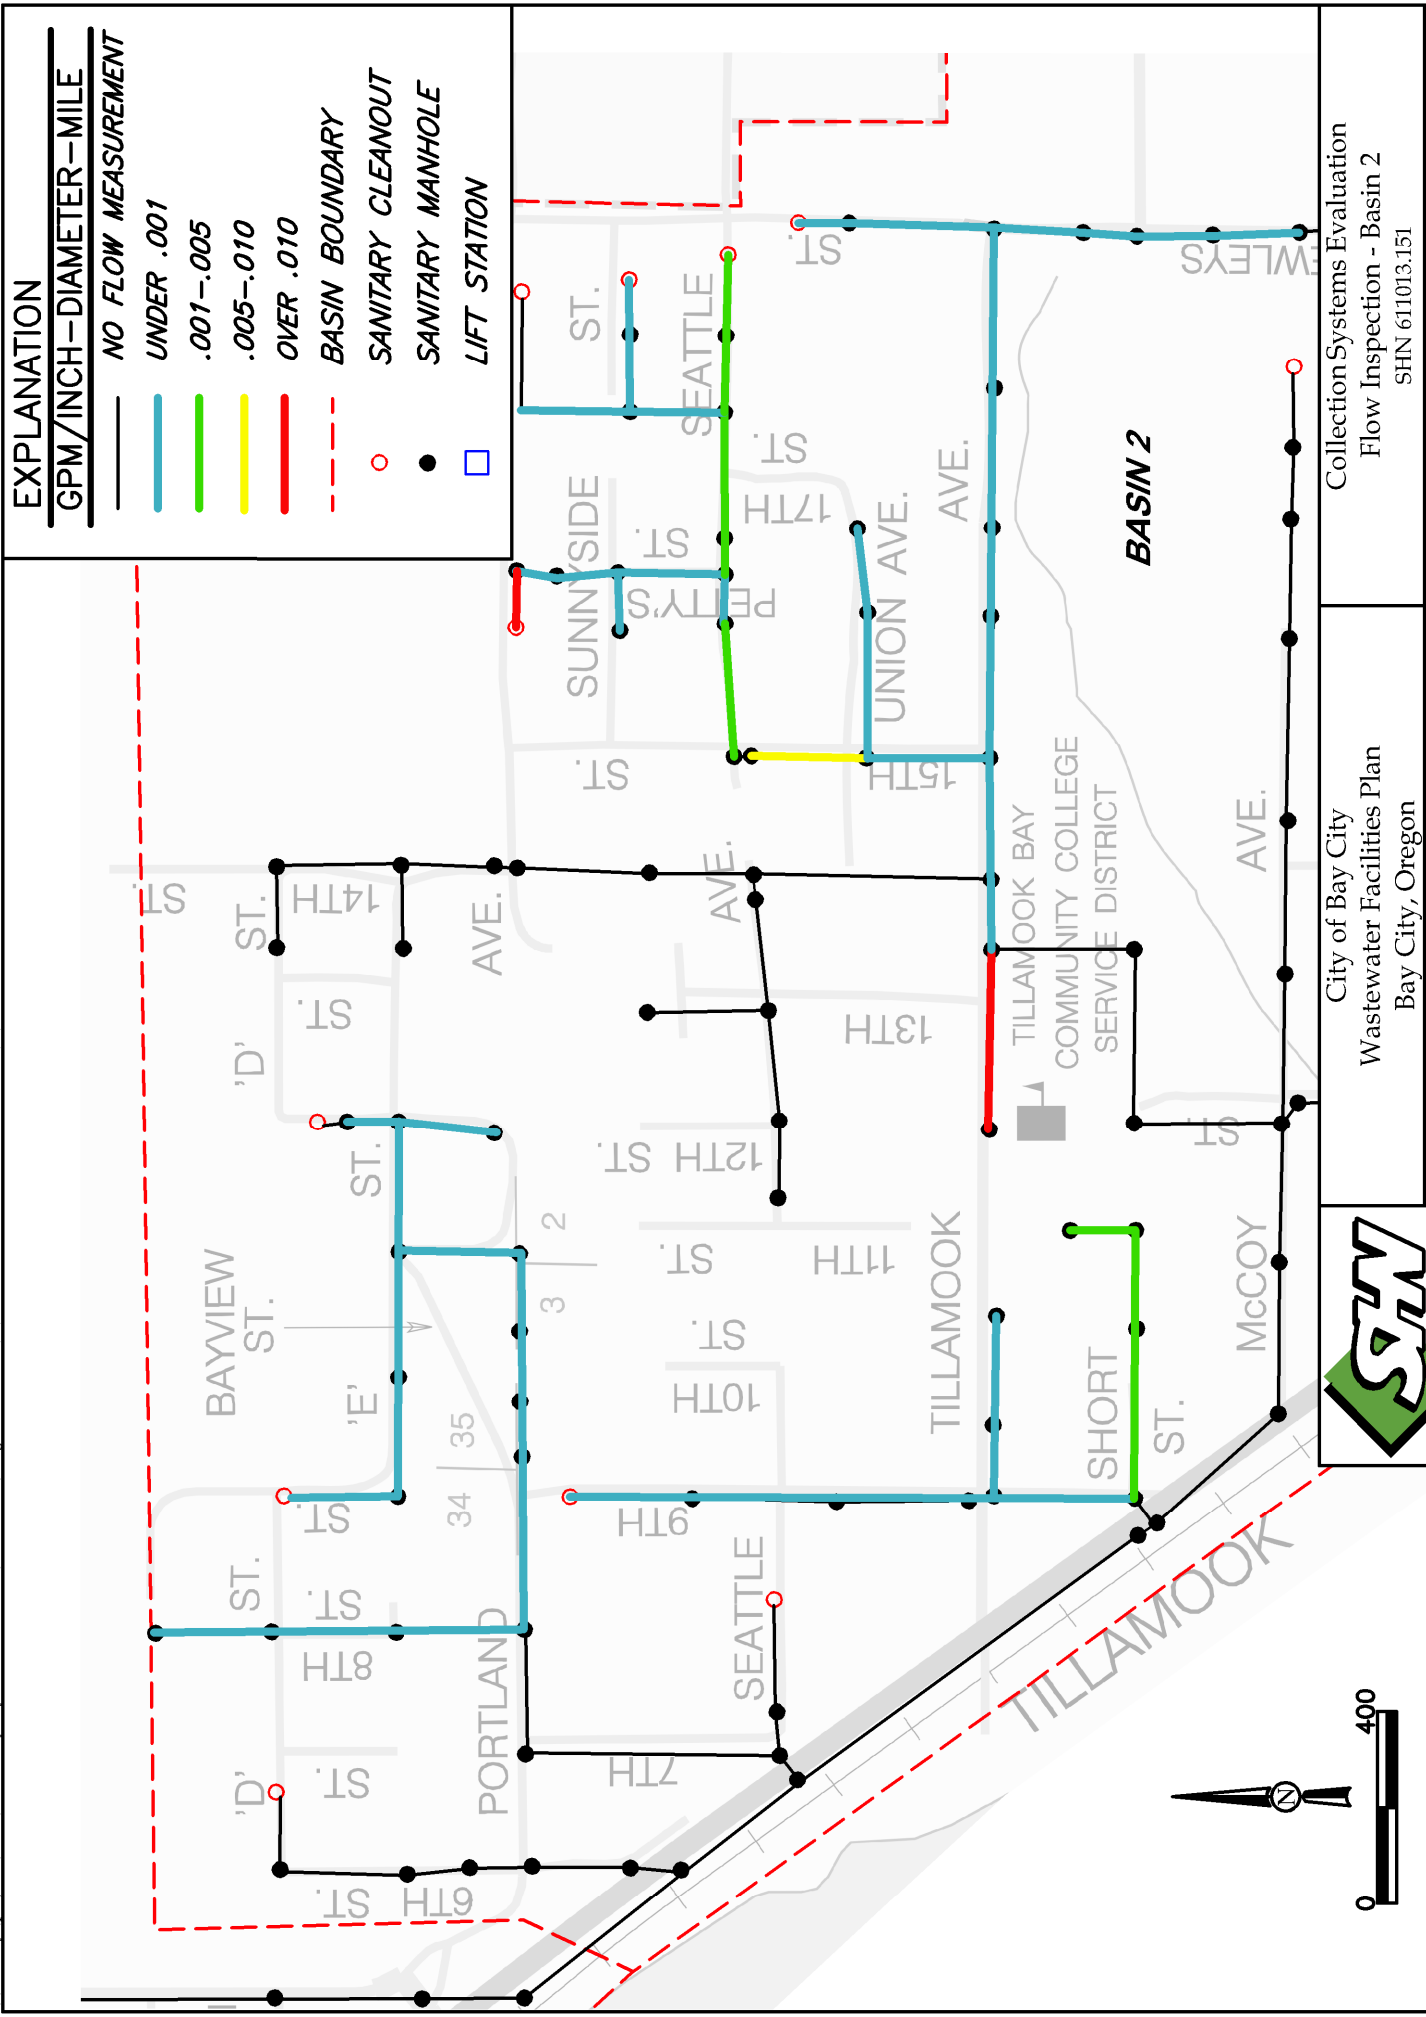 EXPLANATION
GPM/INCH-DIAMETER-MILE
NO FLOW MEASUREMENT
UNDER .001
.001-.005
.005-.010
OVER .010
BASIN BOUNDARY
SANITARY CLEANOUT
SANITARY MANHOLE
LIFT STATION
ST.
SEATTLE
ST.
EWLEYS
SUNNYSIDE
ST.
PETTY'S
ST.
17TH
UNION AVE.
AVE.
BASIN 2
ST.
15TH
ST.
14TH
ST.
AVE.
AVE.
TILLAMOOK BAY
COMMUNITY COLLEGE
SERVICE DISTRICT
AVE.
ST.
'D'
13TH
ST.
12TH ST.
ST.
BAYVIEW
ST.
'E'
2
3
ST.
11TH
TILLAMOOK
McCOY
ST.
10TH
SHORT
ST.
35
34
ST.
9TH
ST.
ST.
8TH
PORTLAND
SEATTLE
'D'
ST.
7TH
ST.
6TH
TILLAMOOK
N
0
400
Collection Systems Evaluation
Flow Inspection - Basin 2
SHN 611013.151
City of Bay City
Wastewater Facilities Plan
Bay City, Oregon
SHN